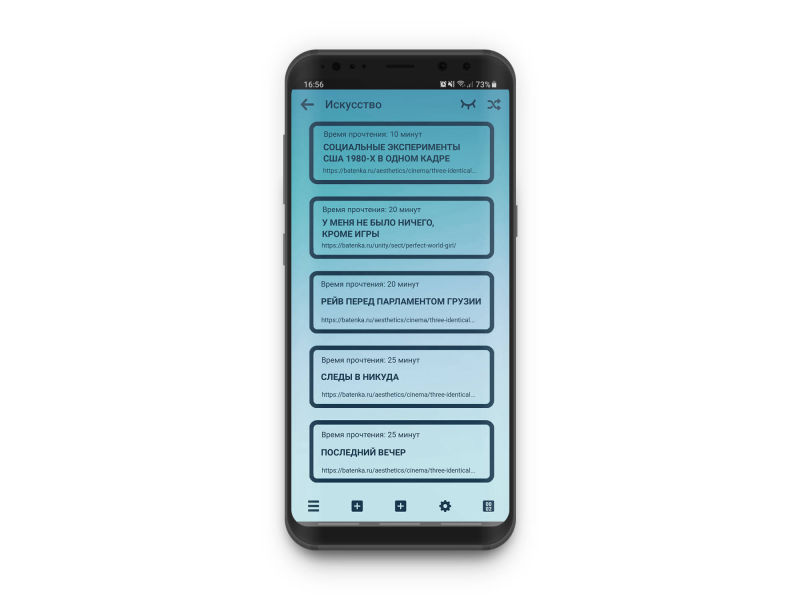 16:56
73%
Искусство
Время прочтения: 10 минут
СОЦИАЛЬНЫЕ ЭКСПЕРИМЕНТЫ
США 1980-Х В ОДНОМ КАДРЕ
https://batenka.ru/aesthetics/cinema/three-identical...
Время прочтения: 20 минут
У МЕНЯ НЕ БЫЛО НИЧЕГО,
КРОМЕ ИГРЫ
https://batenka.ru/unity/sect/perfect-world-girl/
Время прочтения: 20 минут
РЕЙВ ПЕРЕД ПАРЛАМЕНТОМ ГРУЗИИ
https://batenka.ru/aesthetics/cinema/three-identical...
Время прочтения: 25 минут
СЛЕДЫ В НИКУДА
https://batenka.ru/aesthetics/cinema/three-identical...
Время прочтения: 25 минут
ПОСЛЕДНИЙ ВЕЧЕР
https://batenka.ru/aesthetics/cinema/three-identical...